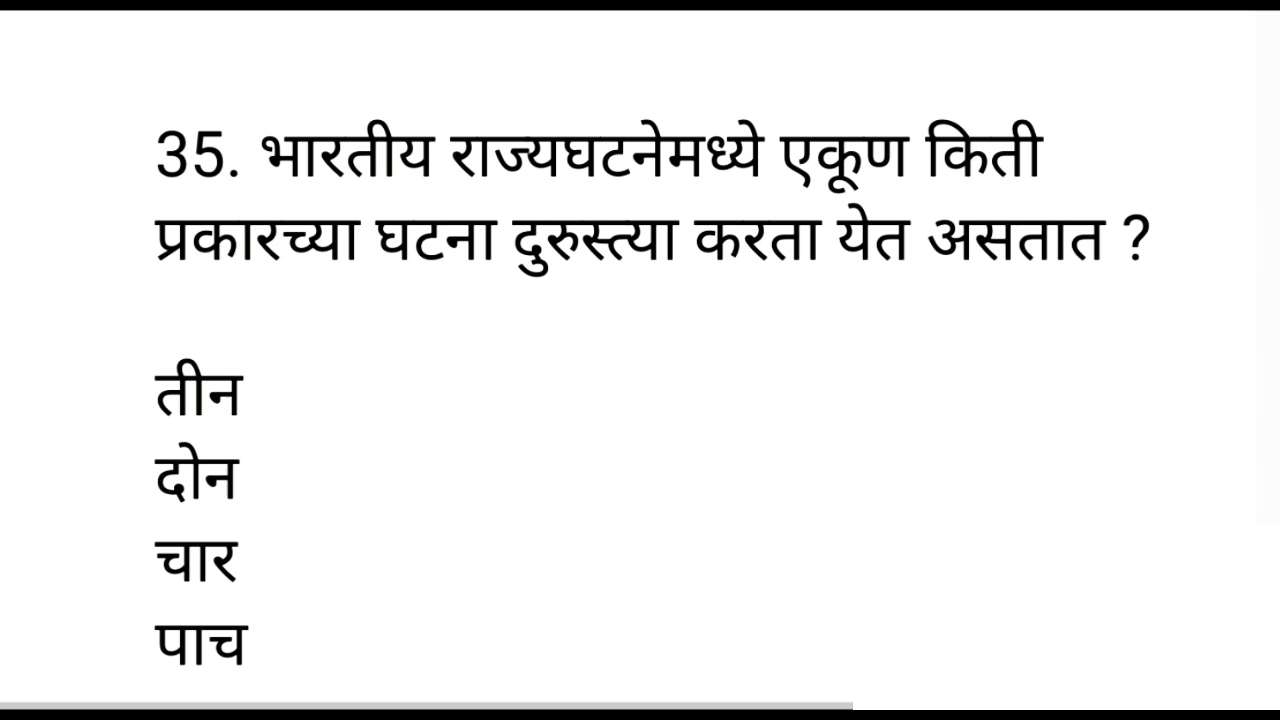 35. भारतीय राज्यघटनेमध्ये एकूण किती
प्रकारच्या घटना दुरुस्त्या करता येत असतात ?
तीन
दोन
चार
पाच